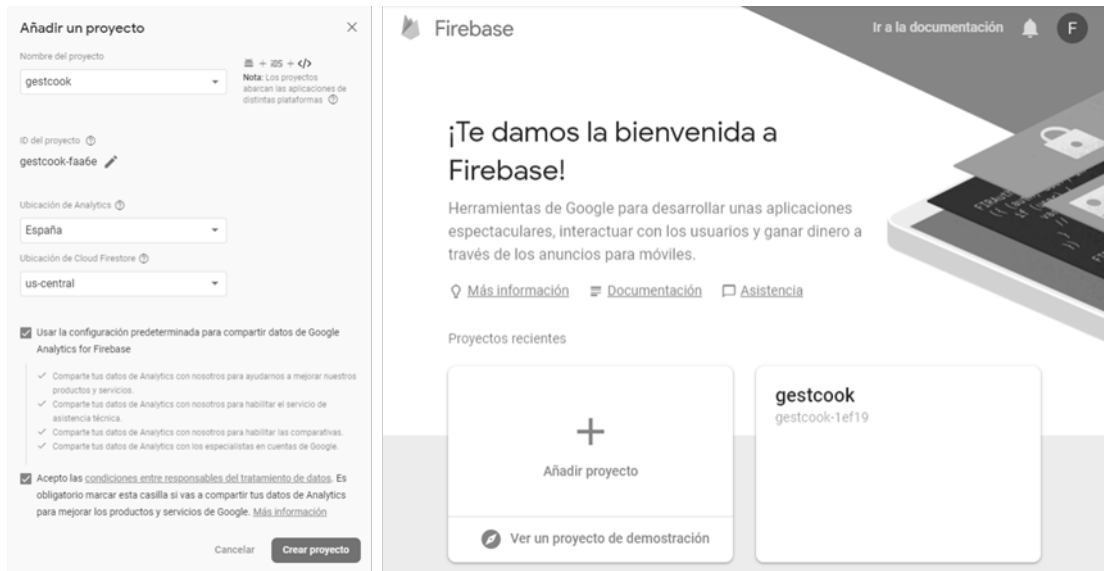 Añadir un proyecto
Nombre del proyecto
gestcook
+ iOS + </>
Nota: Los proyectos
abarcan las aplicaciones de
distintas plataformas
ID del proyecto
gestcook-faa6e
Ubicación de Analytics
España
Ubicación de Cloud Firestore
us-central
Usar la configuración predeterminada para compartir datos de Google
Analytics for Firebase
Comparte tus datos de Analytics con nosotros para ayudarnos a mejorar nuestros
productos y servicios.
Comparte tus datos de Analytics con nosotros para habilitar el servicio de
asistencia técnica.
Comparte tus datos de Analytics con nosotros para habilitar las comparativas.
Comparte tus datos de Analytics con los especialistas en cuentas de Google.
Acepto las condiciones entre responsables del tratamiento de datos. Es
obligatorio marcar esta casilla si vas a compartir tus datos de Analytics
para mejorar los productos y servicios de Google. Más información
Cancelar
Crear proyecto
Firebase
Ir a la documentación
F
¡Te damos la bienvenida a
Firebase!
Herramientas de Google para desarrollar unas aplicaciones
espectaculares, interactuar con los usuarios y ganar dinero a
través de los anuncios para móviles.
Más información
Documentación
Asistencia
Proyectos recientes
Añadir proyecto
Ver un proyecto de demostración
gestcook
gestcook-1ef19